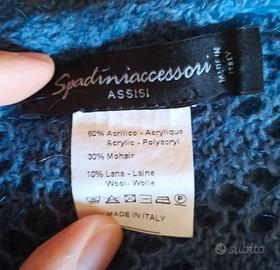 Spadiniaccessori
ASSISI
MADE IN
ITALY
60% Acrilico - Acrylique
Acrylic - Polyacryl
30% Mohair
10% Lana - Laine
Wool - Wolle
MADE IN ITALY
subito